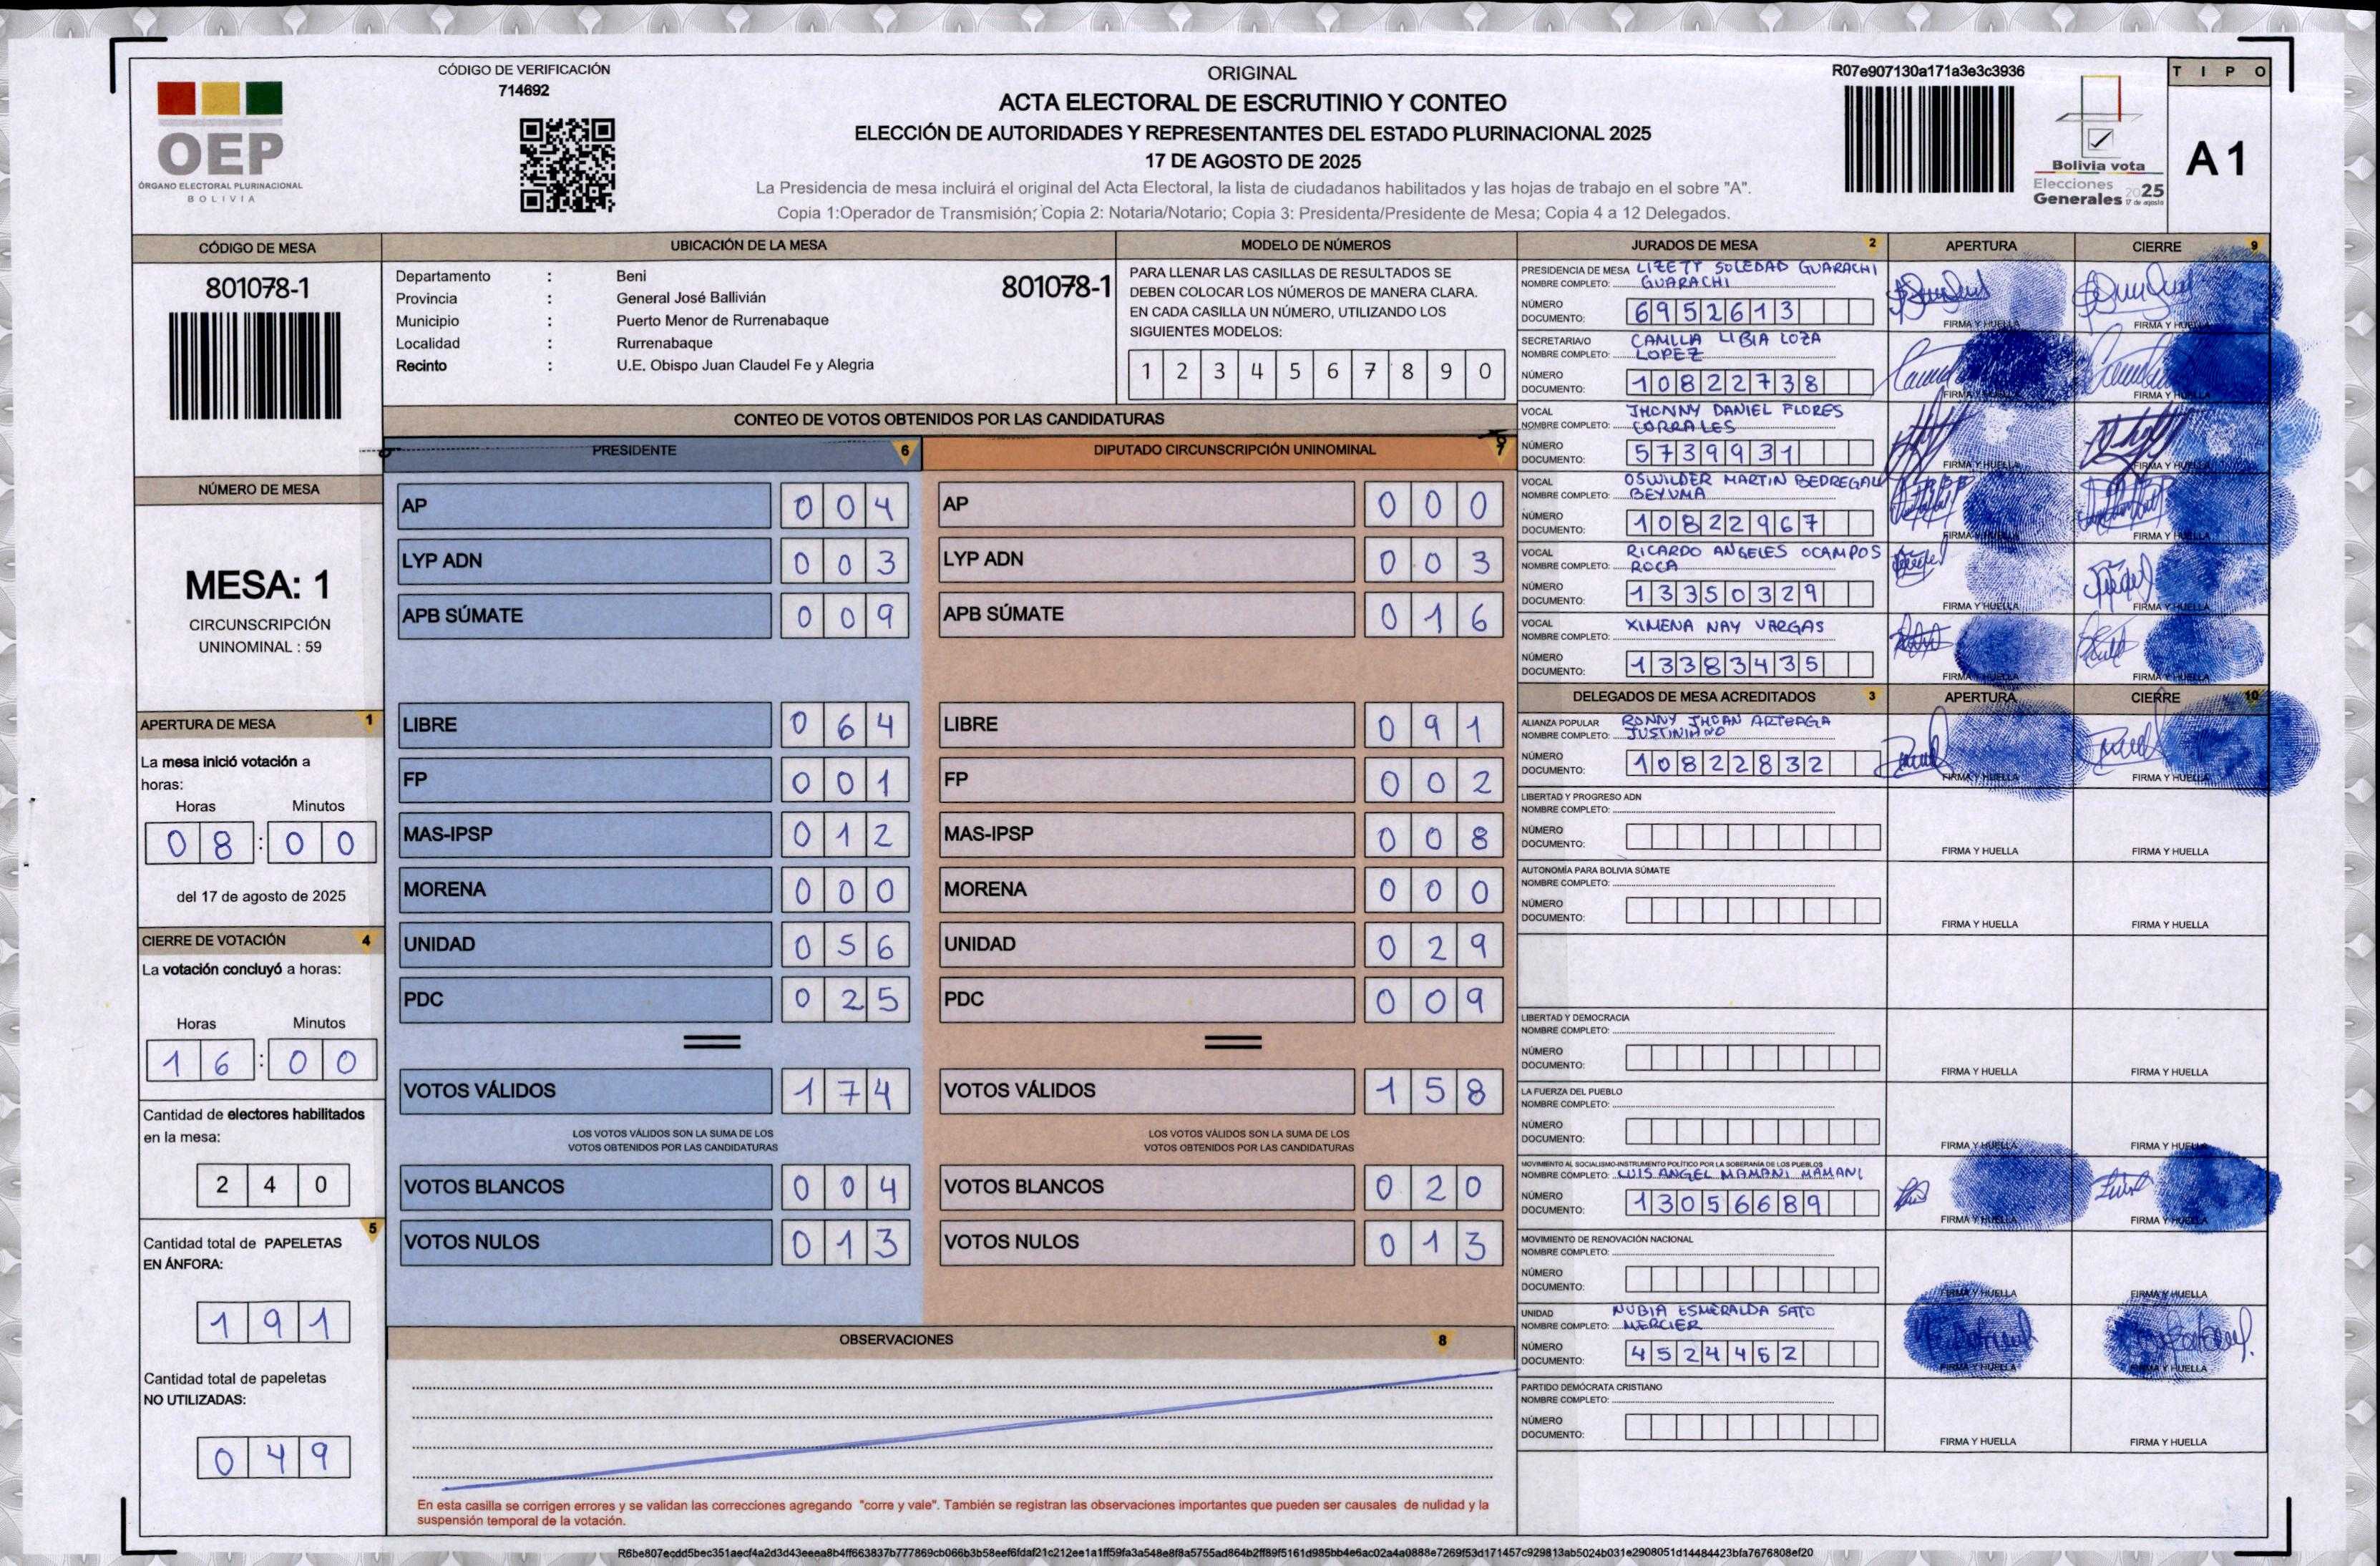 CÓDIGO DE VERIFICACIÓN
714692
OEP
ÓRGANO ELECTORAL PLURINACIONAL
BOLIVIA
ORIGINAL
ACTA ELECTORAL DE ESCRUTINIO Y CONTEO
ELECCIÓN DE AUTORIDADES Y REPRESENTANTES DEL ESTADO PLURINACIONAL 2025
17 DE AGOSTO DE 2025
La Presidencia de mesa incluirá el original del Acta Electoral, la lista de ciudadanos habilitados y las hojas de trabajo en el sobre "A".
Copia 1:Operador de Transmisión; Copia 2: Notaria/Notario; Copia 3: Presidenta/Presidente de Mesa; Copia 4 a 12 Delegados.
R07e907130a171a3e3c3936
Bolivia vota
Elecciones
Generales 2025
17 de agosto
TIPO
A1
CÓDIGO DE MESA
801078-1
NÚMERO DE MESA
MESA: 1
CIRCUNSCRIPCIÓN
UNINOMINAL : 59
APERTURA DE MESA 1
La mesa inició votación a
horas:
Horas Minutos
08 : 00
del 17 de agosto de 2025
CIERRE DE VOTACIÓN 4
La votación concluyó a horas:
Horas Minutos
16 : 00
Cantidad de electores habilitados
en la mesa:
240
5
Cantidad total de PAPELETAS
EN ÁNFORA:
191
Cantidad total de papeletas
NO UTILIZADAS:
049
UBICACIÓN DE LA MESA
Departamento : Beni
801078-1
Provincia : General José Ballivián
Municipio : Puerto Menor de Rurrenabaque
Localidad : Rurrenabaque
Recinto : U.E. Obispo Juan Claudel Fe y Alegria
MODELO DE NÚMEROS
PARA LLENAR LAS CASILLAS DE RESULTADOS SE
DEBEN COLOCAR LOS NÚMEROS DE MANERA CLARA.
EN CADA CASILLA UN NÚMERO, UTILIZANDO LOS
SIGUIENTES MODELOS:
1 2 3 4 5 6 7 8 9 0
CONTEO DE VOTOS OBTENIDOS POR LAS CANDIDATURAS
PRESIDENTE 6
AP 004
LYP ADN 003
APB SÚMATE 009
LIBRE 064
FP 001
MAS-IPSP 012
MORENA 000
UNIDAD 056
PDC 025
VOTOS VÁLIDOS 174
LOS VOTOS VÁLIDOS SON LA SUMA DE LOS
VOTOS OBTENIDOS POR LAS CANDIDATURAS
VOTOS BLANCOS 004
VOTOS NULOS 013
DIPUTADO CIRCUNSCRIPCIÓN UNINOMINAL 7
AP 000
LYP ADN 003
APB SÚMATE 016
LIBRE 091
FP 002
MAS-IPSP 008
MORENA 000
UNIDAD 029
PDC 009
VOTOS VÁLIDOS 158
LOS VOTOS VÁLIDOS SON LA SUMA DE LOS
VOTOS OBTENIDOS POR LAS CANDIDATURAS
VOTOS BLANCOS 020
VOTOS NULOS 013
OBSERVACIONES 8
En esta casilla se corrigen errores y se validan las correcciones agregando "corre y vale". También se registran las observaciones importantes que pueden ser causales de nulidad y la
suspensión temporal de la votación.
JURADOS DE MESA 2 APERTURA CIERRE 9
PRESIDENCIA DE MESA LIZETT SOLEDAD GUARACHI
NOMBRE COMPLETO: GUARACHI
NÚMERO
DOCUMENTO: 6952613
FIRMA Y HUELLA FIRMA Y HUELLA
SECRETARIA/O CAMILA LIBIA LOZA
NOMBRE COMPLETO: LOPEZ
NÚMERO
DOCUMENTO: 10822738
FIRMA Y HUELLA FIRMA Y HUELLA
VOCAL JHONNY DANIEL FLORES
NOMBRE COMPLETO: CORRALES
NÚMERO
DOCUMENTO: 5739931
FIRMA Y HUELLA FIRMA Y HUELLA
VOCAL OSWILDER MARTIN BEDREGAL
NOMBRE COMPLETO: BEYUMA
NÚMERO
DOCUMENTO: 10822967
FIRMA Y HUELLA FIRMA Y HUELLA
VOCAL RICARDO ANGELES OCAMPOS
NOMBRE COMPLETO: ROCA
NÚMERO
DOCUMENTO: 13350329
FIRMA Y HUELLA FIRMA Y HUELLA
VOCAL XIMENA NAY VARGAS
NOMBRE COMPLETO:
NÚMERO
DOCUMENTO: 13383435
FIRMA Y HUELLA FIRMA Y HUELLA
DELEGADOS DE MESA ACREDITADOS 3 APERTURA CIERRE 10
ALIANZA POPULAR RONNY JHOAN ARTEAGA
NOMBRE COMPLETO: JUSTINIANO
NÚMERO
DOCUMENTO: 10822832
FIRMA Y HUELLA FIRMA Y HUELLA
LIBERTAD Y PROGRESO ADN
NOMBRE COMPLETO:
NÚMERO
DOCUMENTO:
FIRMA Y HUELLA FIRMA Y HUELLA
AUTONOMÍA PARA BOLIVIA SÚMATE
NOMBRE COMPLETO:
NÚMERO
DOCUMENTO:
FIRMA Y HUELLA FIRMA Y HUELLA
LIBERTAD Y DEMOCRACIA
NOMBRE COMPLETO:
NÚMERO
DOCUMENTO:
FIRMA Y HUELLA FIRMA Y HUELLA
LA FUERZA DEL PUEBLO
NOMBRE COMPLETO:
NÚMERO
DOCUMENTO:
FIRMA Y HUELLA FIRMA Y HUELLA
MOVIMIENTO AL SOCIALISMO-INSTRUMENTO POLÍTICO POR LA SOBERANÍA DE LOS PUEBLOS
NOMBRE COMPLETO: LUIS ANGEL MAMANI MAMANI
NÚMERO
DOCUMENTO: 13056689
FIRMA Y HUELLA FIRMA Y HUELLA
MOVIMIENTO DE RENOVACIÓN NACIONAL
NOMBRE COMPLETO:
NÚMERO
DOCUMENTO:
FIRMA Y HUELLA FIRMA Y HUELLA
UNIDAD NUBIA ESMERALDA SATO
NOMBRE COMPLETO: MERCIER
NÚMERO
DOCUMENTO: 4524462
FIRMA Y HUELLA FIRMA Y HUELLA
PARTIDO DEMÓCRATA CRISTIANO
NOMBRE COMPLETO:
NÚMERO
DOCUMENTO:
FIRMA Y HUELLA FIRMA Y HUELLA